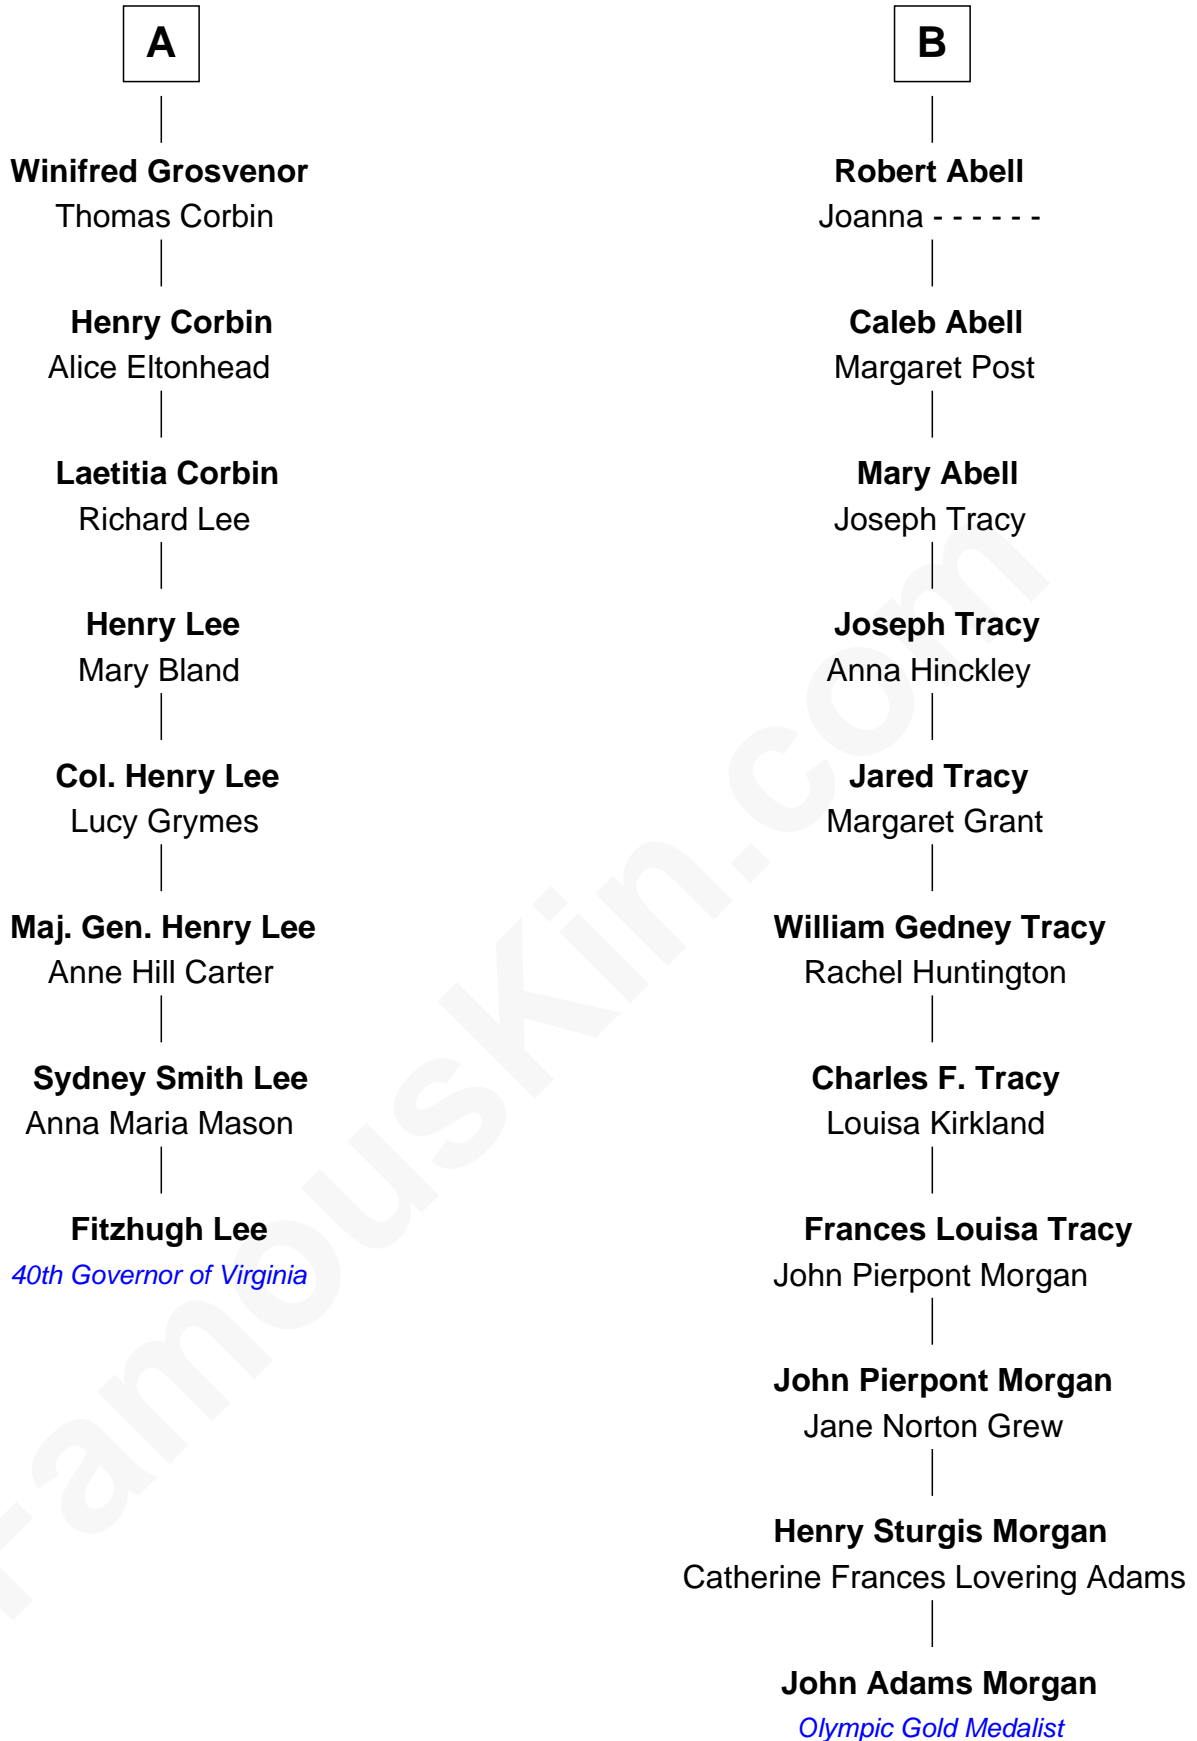 A
Winifred Grosvenor
Thomas Corbin
Henry Corbin
Alice Eltonhead
Laetitia Corbin
Richard Lee
Henry Lee
Mary Bland
Col. Henry Lee
Lucy Grymes
Maj. Gen. Henry Lee
Anne Hill Carter
Sydney Smith Lee
Anna Maria Mason
Fitzhugh Lee
40th Governor of Virginia
B
Robert Abell
Joanna - - - - - -
Caleb Abell
Margaret Post
Mary Abell
Joseph Tracy
Joseph Tracy
Anna Hinckley
Jared Tracy
Margaret Grant
William Gedney Tracy
Rachel Huntington
Charles F. Tracy
Louisa Kirkland
Frances Louisa Tracy
John Pierpont Morgan
John Pierpont Morgan
Jane Norton Grew
Henry Sturgis Morgan
Catherine Frances Lovering Adams
John Adams Morgan
Olympic Gold Medalist
FamousKin.com